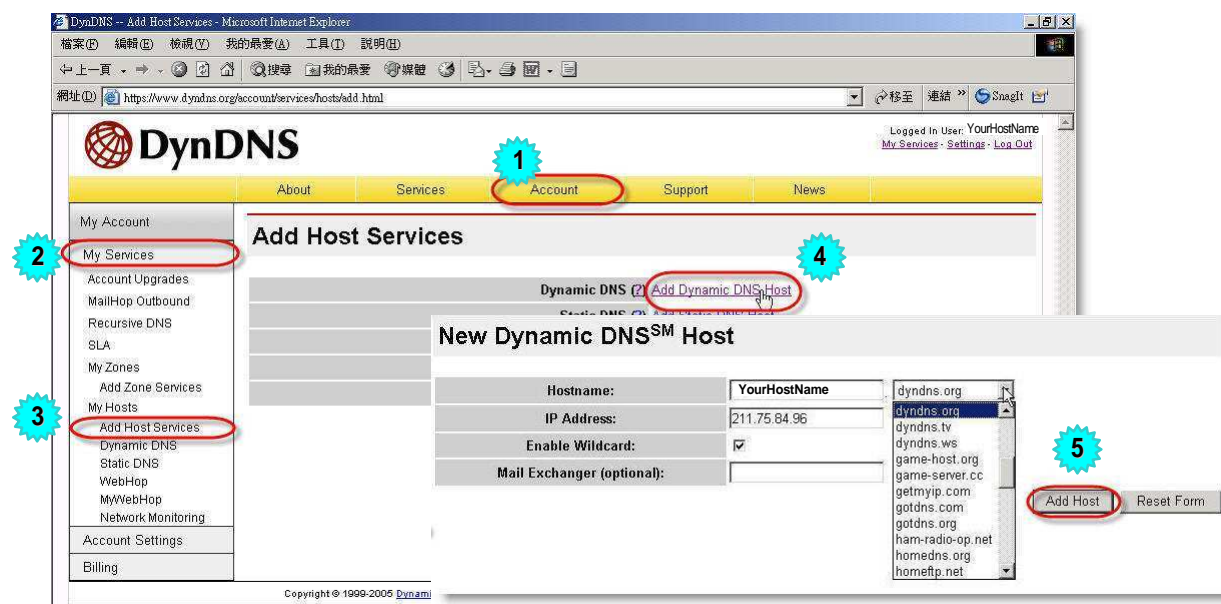 DynDNS -- Add Host Services - Microsoft Internet Explorer
檔案(F) 編輯(E) 檢視(V) 我的最愛(A) 工具(T) 說明(H)
上一頁 搜尋 我的最愛 媒體
網址(D) https://www.dyndns.org/account/services/hosts/add.html 移至 連結 » SnagIt
DynDNS
Logged In User: YourHostName
My Services - Settings - Log Out
1
About Services Account Support News
My Account
2
My Services
Account Upgrades
MailHop Outbound
Recursive DNS
SLA
My Zones
Add Zone Services
My Hosts
3
Add Host Services
Dynamic DNS
Static DNS
WebHop
MyWebHop
Network Monitoring
Account Settings
Billing
Add Host Services
4
Dynamic DNS (?) Add Dynamic DNS Host
Static DNS (?) Add Static DNS Host
New Dynamic DNSSM Host
Hostname: YourHostName . dyndns.org
IP Address: 211.75.84.96
Enable Wildcard:
Mail Exchanger (optional):
dyndns.org
dyndns.tv
dyndns.ws
game-host.org
game-server.cc
getmyip.com
gotdns.com
gotdns.org
ham-radio-op.net
homedns.org
homeftp.net
5
Add Host Reset Form
Copyright © 1999-2005 Dynami